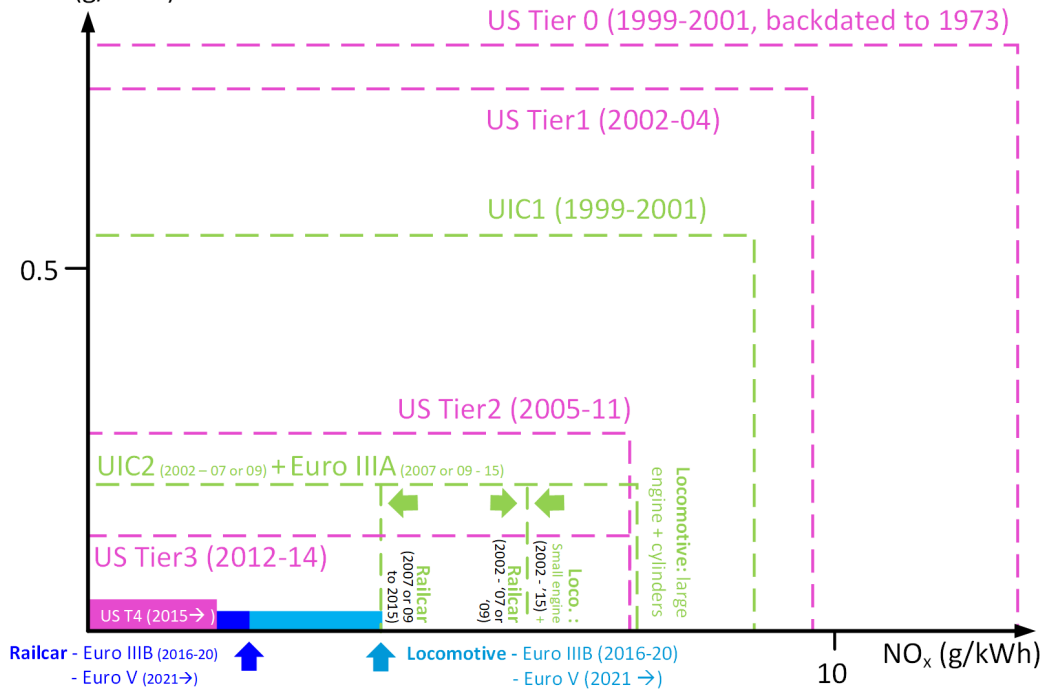 US Tier 0 (1999-2001, backdated to 1973)
US Tier1 (2002-04)
UIC1 (1999-2001)
0.5
US Tier2 (2005-11)
UIC2 (2002 – 07 or 09) + Euro IIIA (2007 or 09 - 15)
Locomotive: large
engine + cylinders
US Tier3 (2012-14)
Railcar
(2007 or 09
to 2015)
Railcar
(2002 - '07 or
'09)
Loco. :
Small engine
(2002 - '15) +
US T4 (2015→)
Railcar - Euro IIIB (2016-20)
- Euro V (2021→)
Locomotive - Euro IIIB (2016-20)
- Euro V (2021 →)
10
NOx (g/kWh)